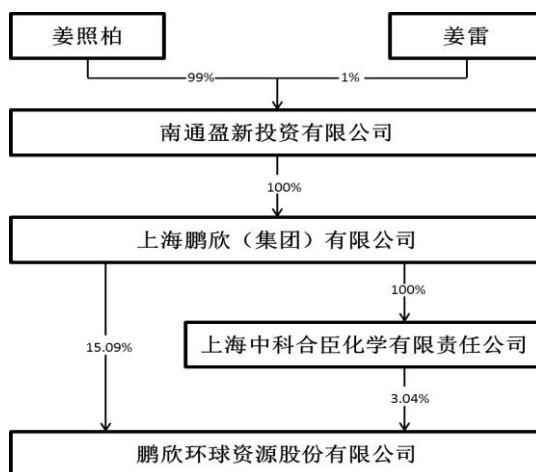 姜照柏
姜雷
99%
1%
南通盈新投资有限公司
100%
上海鹏欣（集团）有限公司
100%
15.09%
上海中科合臣化学有限责任公司
3.04%
鹏欣环球资源股份有限公司